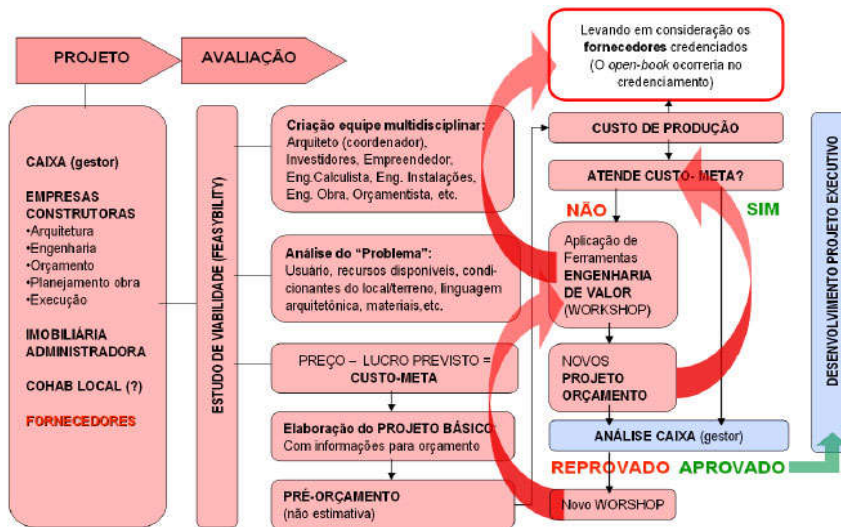 PROJETO
AVALIAÇÃO
CAIXA (gestor)
EMPRESAS
CONSTRUTORAS
•Arquitetura
•Engenharia
•Orçamento
•Planejamento obra
•Execução
IMOBILIÁRIA
ADMINISTRADORA
COHAB LOCAL (?)
FORNECEDORES
ESTUDO DE VIABILIDADE (FEASYBILITY)
Criação equipe multidisciplinar:
Arquiteto (coordenador),
Investidores, Empreendedor,
Eng.Calculista, Eng. Instalações,
Eng. Obra, Orçamentista, etc.
Análise do “Problema”:
Usuário, recursos disponíveis, condi-
cionantes do local/terreno, linguagem
arquitetônica, materiais,etc.
PREÇO – LUCRO PREVISTO =
CUSTO-META
Elaboração do PROJETO BÁSICO:
Com informações para orçamento
PRÉ-ORÇAMENTO
(não estimativa)
Levando em consideração os
fornecedores credenciados
(O open-book ocorreria no
credenciamento)
CUSTO DE PRODUÇÃO
ATENDE CUSTO- META?
NÃO
SIM
Aplicação de
Ferramentas
ENGENHARIA
DE VALOR
(WORKSHOP)
NOVOS
PROJETO
ORÇAMENTO
ANÁLISE CAIXA (gestor)
REPROVADO
APROVADO
Novo WORSHOP
DESENVOLVIMENTO PROJETO EXECUTIVO